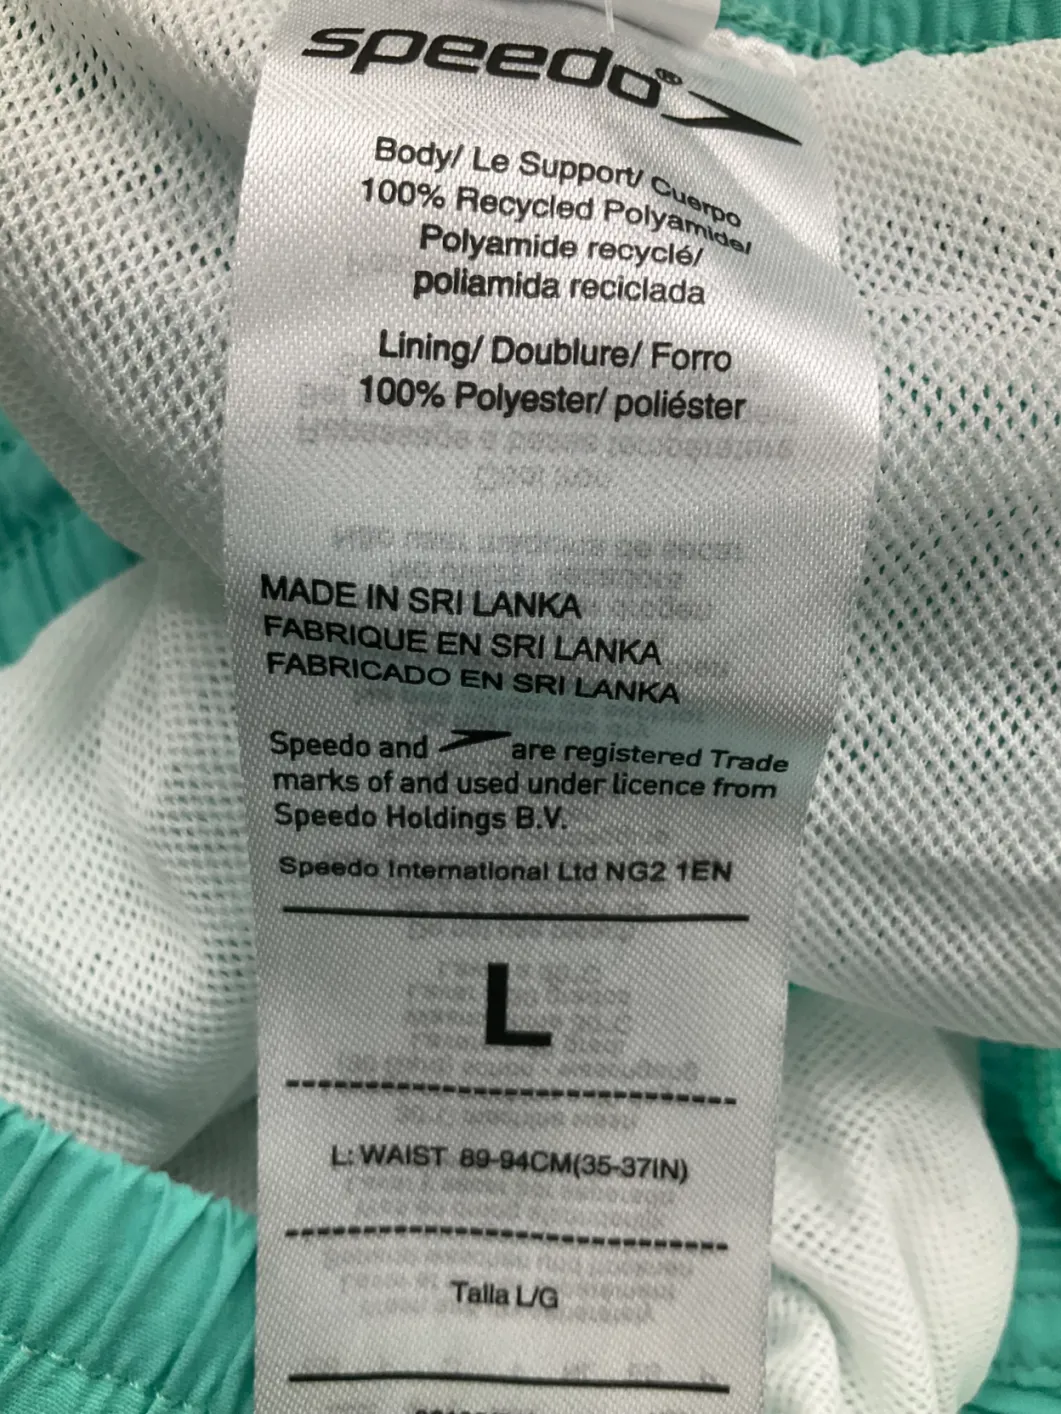 speedo®
Body/ Le Support/ Cuerpo
100% Recycled Polyamide/
Polyamide recyclé/
poliamida reciclada
Lining/ Doublure/ Forro
100% Polyester/ poliéster
MADE IN SRI LANKA
FABRIQUE EN SRI LANKA
FABRICADO EN SRI LANKA
Speedo and are registered Trade
marks of and used under licence from
Speedo Holdings B.V.
Speedo International Ltd NG2 1EN
L
L: WAIST 89-94CM(35-37IN)
Talla L/G